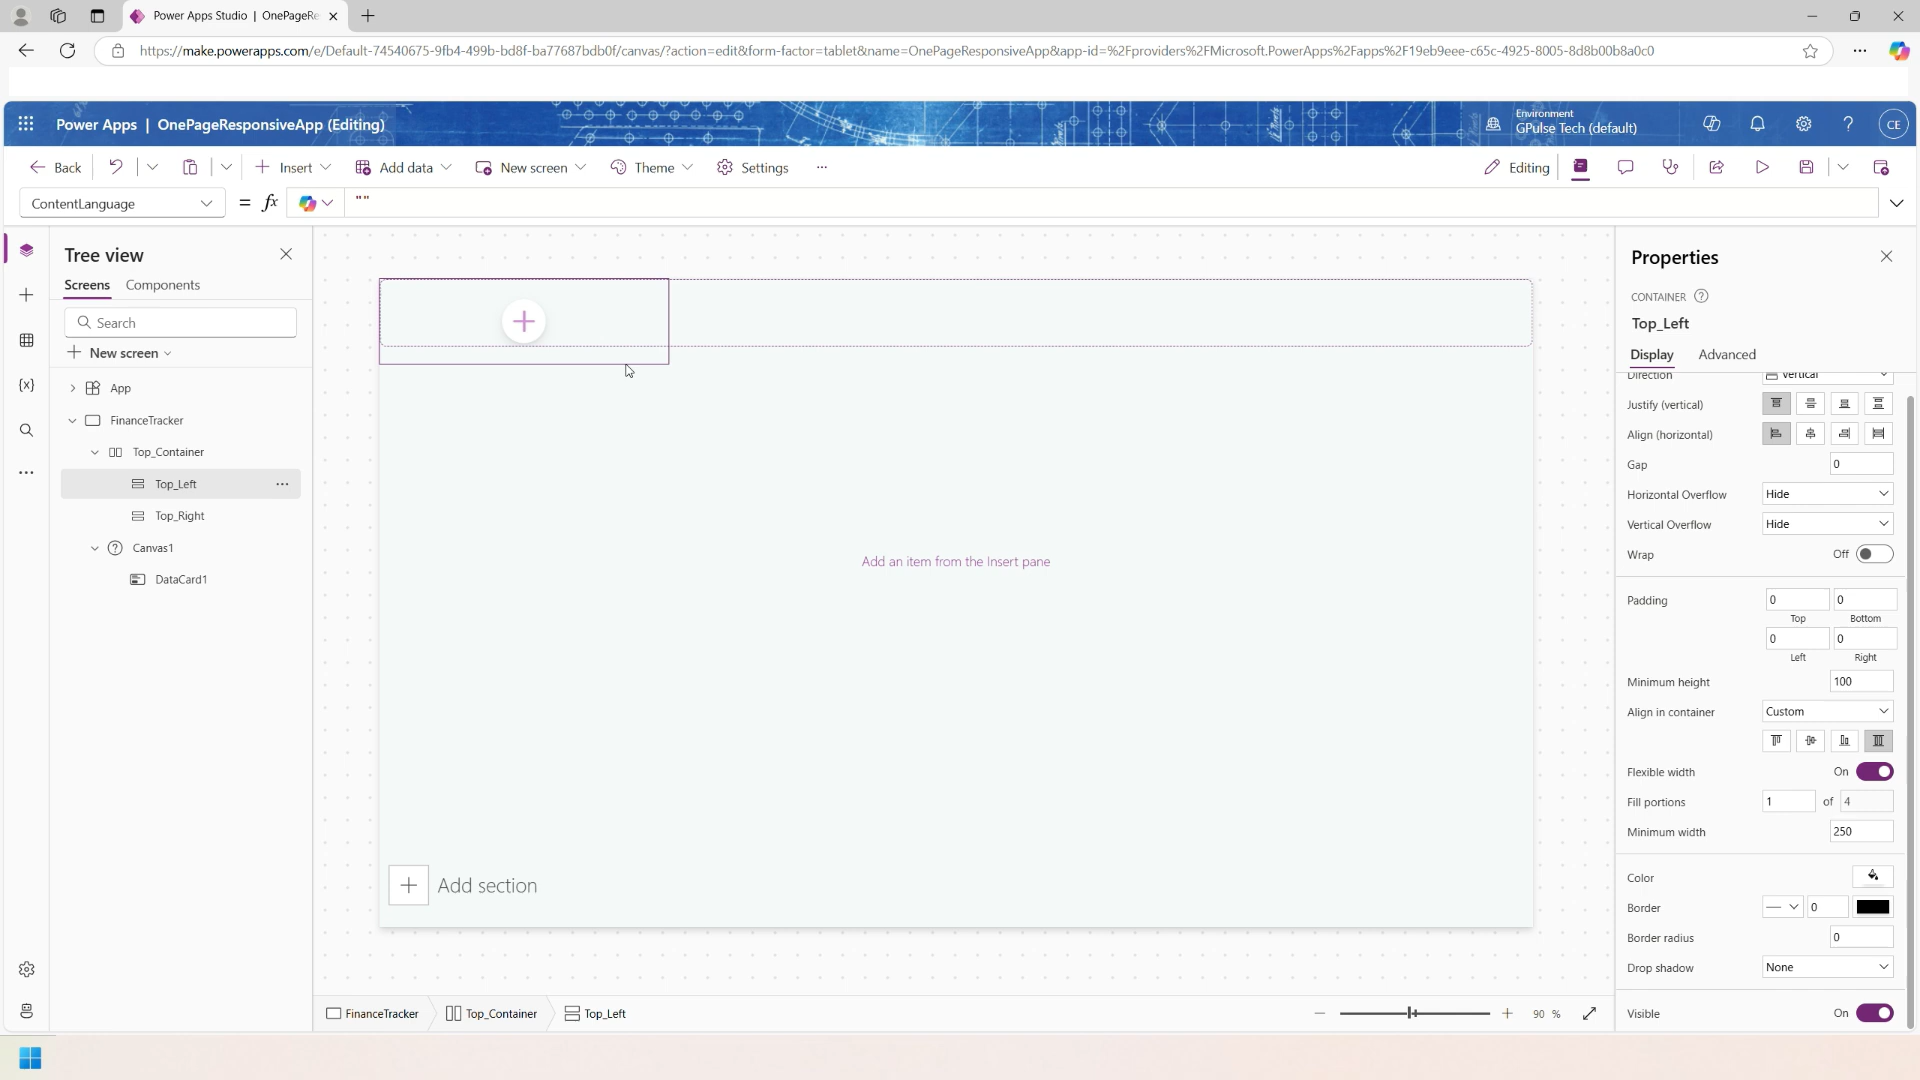 Power Apps Studio | OnePageRe
https://make.powerapps.com/e/Default-74540675-9fb4-499b-bd8f-ba77687bdb0f/canvas/?action=edit&form-factor=tablet&name=OnePageResponsiveApp&app-id=%2Fproviders%2FMicrosoft.PowerApps%2Fapps%2F19eb9eee-c65c-4925-8005-8d8b00b8a0c0
Power Apps | OnePageResponsiveApp (Editing)
Environment
GPulse Tech (default)
CE
Back
Insert
Add data
New screen
Theme
Settings
...
Editing
ContentLanguage
= fx
""
Tree view
Screens
Components
Search
New screen
App
FinanceTracker
Top_Container
Top_Left
...
Top_Right
Canvas1
DataCard1
Add an item from the Insert pane
Add section
FinanceTracker
Top_Container
Top_Left
90 %
Properties
CONTAINER
Top_Left
Display
Advanced
Direction
Vertical
Justify (vertical)
Align (horizontal)
Gap
0
Horizontal Overflow
Hide
Vertical Overflow
Hide
Wrap
Off
Padding
0 0
Top Bottom
0 0
Left Right
Minimum height
100
Align in container
Custom
Flexible width
On
Fill portions
1 of 4
Minimum width
250
Color
Border
0
Border radius
0
Drop shadow
None
Visible
On